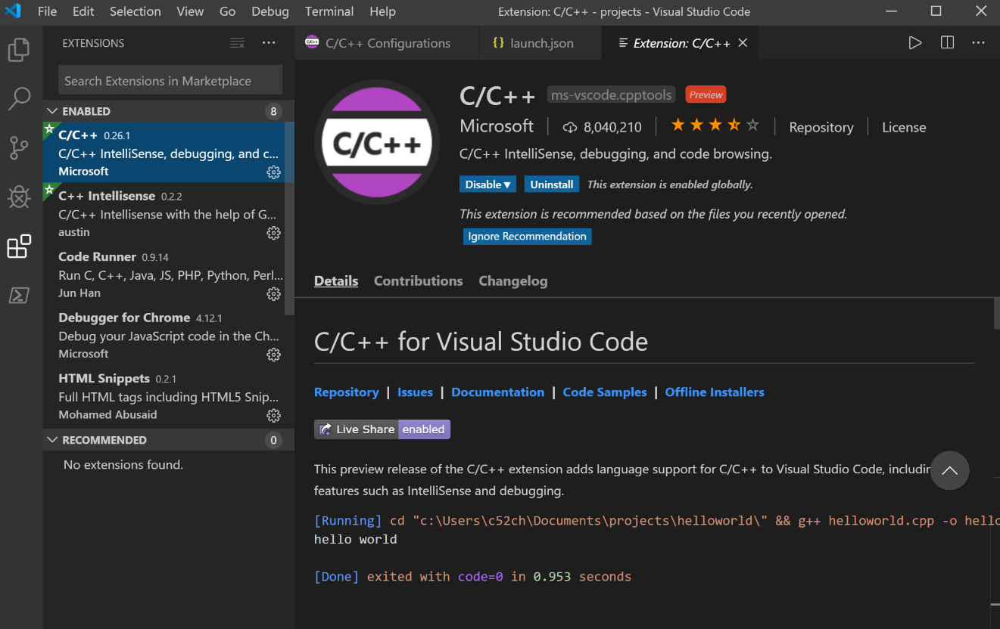 File Edit Selection View Go Debug Terminal Help Extension: C/C++ - projects - Visual Studio Code
EXTENSIONS
Search Extensions in Marketplace
ENABLED 8
C/C++ 0.26.1
C/C++ IntelliSense, debugging, and c...
Microsoft
C++ Intellisense 0.2.2
C/C++ Intellisense with the help of G...
austin
Code Runner 0.9.14
Run C, C++, Java, JS, PHP, Python, Perl...
Jun Han
Debugger for Chrome 4.12.1
Debug your JavaScript code in the Ch...
Microsoft
HTML Snippets 0.2.1
Full HTML tags including HTML5 Snip...
Mohamed Abusaid
RECOMMENDED 0
No extensions found.
C/C++ Configurations {} launch.json Extension: C/C++
C/C++
C/C++ ms-vscode.cpptools Preview
Microsoft 8,040,210 Repository License
C/C++ IntelliSense, debugging, and code browsing.
Disable Uninstall This extension is enabled globally.
This extension is recommended based on the files you recently opened.
Ignore Recommendation
Details Contributions Changelog
C/C++ for Visual Studio Code
Repository | Issues | Documentation | Code Samples | Offline Installers
Live Share enabled
This preview release of the C/C++ extension adds language support for C/C++ to Visual Studio Code, includin
features such as IntelliSense and debugging.
[Running] cd "c:\Users\c52ch\Documents\projects\helloworld\" && g++ helloworld.cpp -o hello
hello world
[Done] exited with code=0 in 0.953 seconds